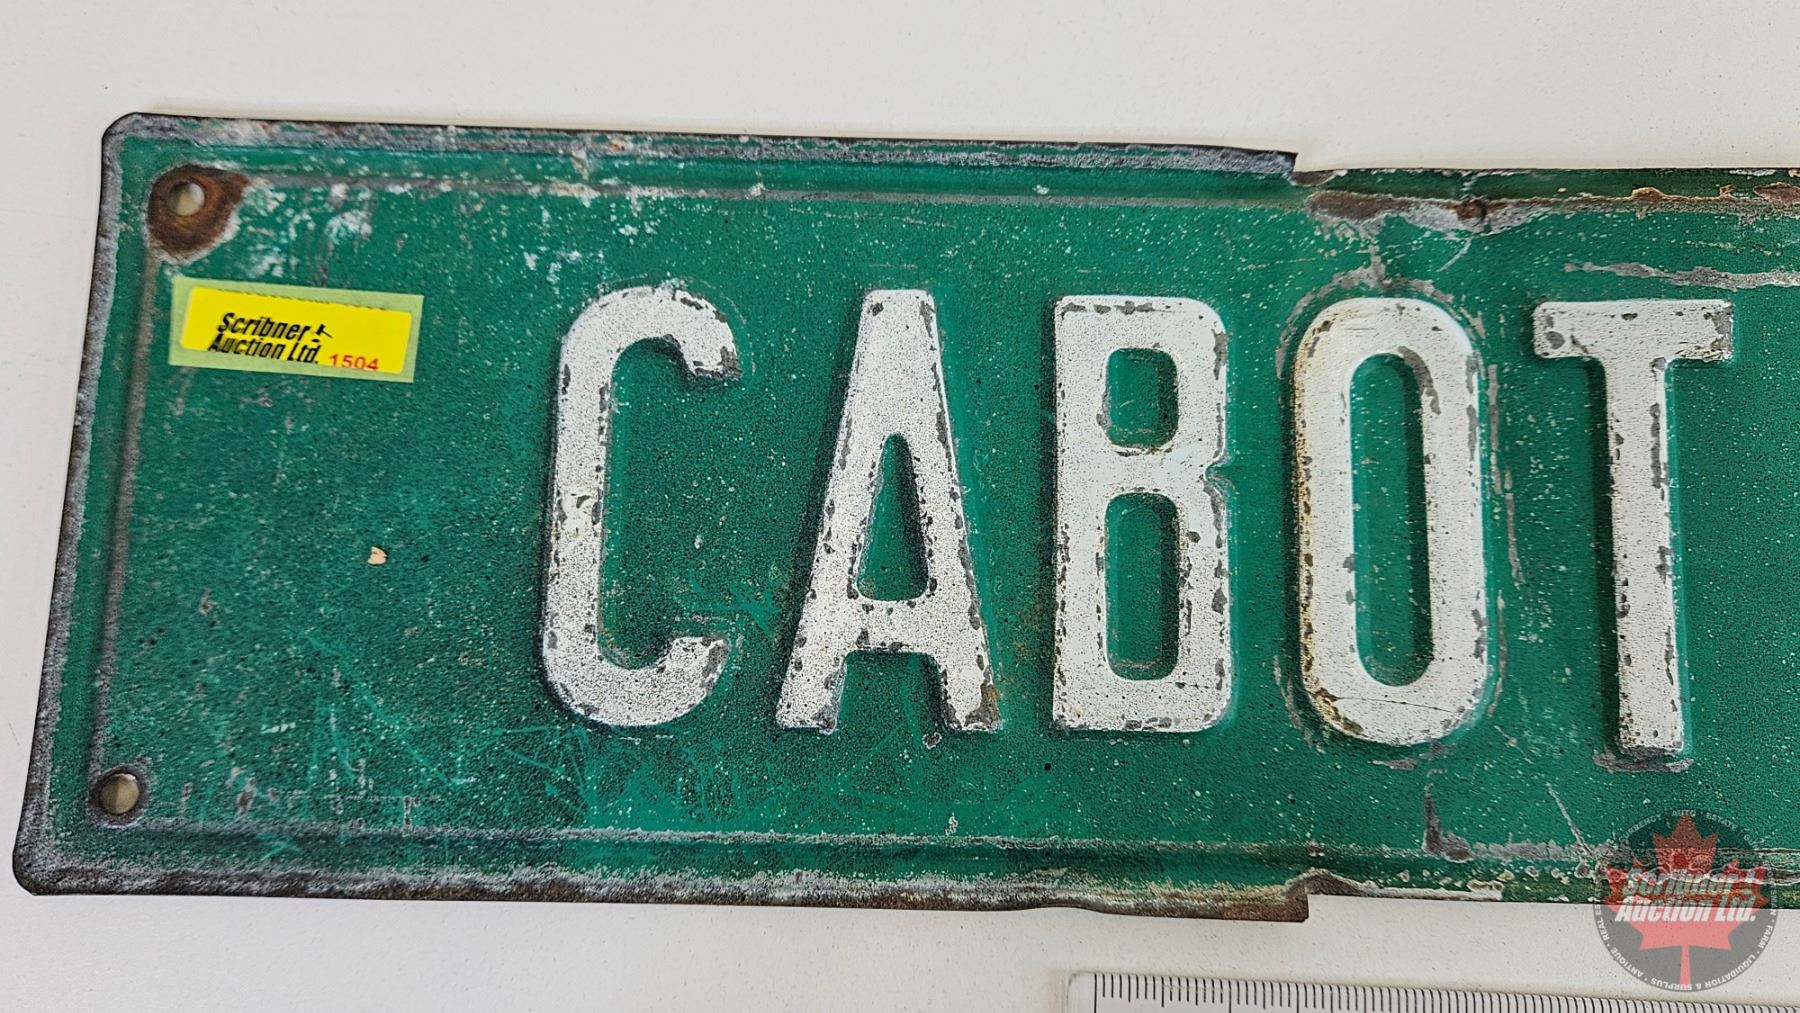 CABOT
Scribner
Auction Ltd. 1504
Scribner
Auction Ltd.